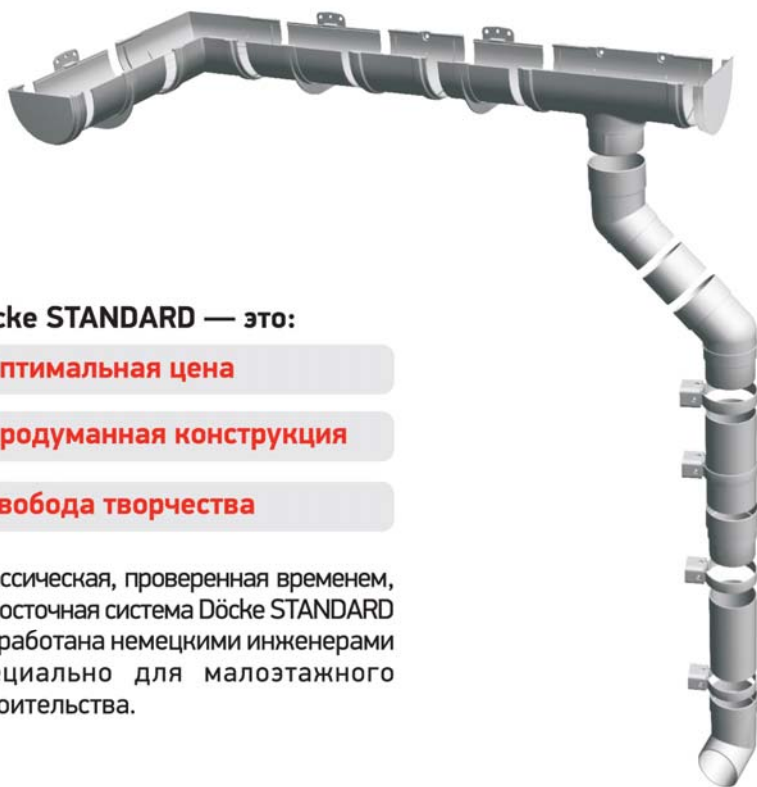 cke STANDARD — это:
птимальная цена
родуманная конструкция
вобода творчества
ссическая, проверенная временем,
осточная система Döcke STANDARD
работана немецкими инженерами
циально для малоэтажного
оительства.